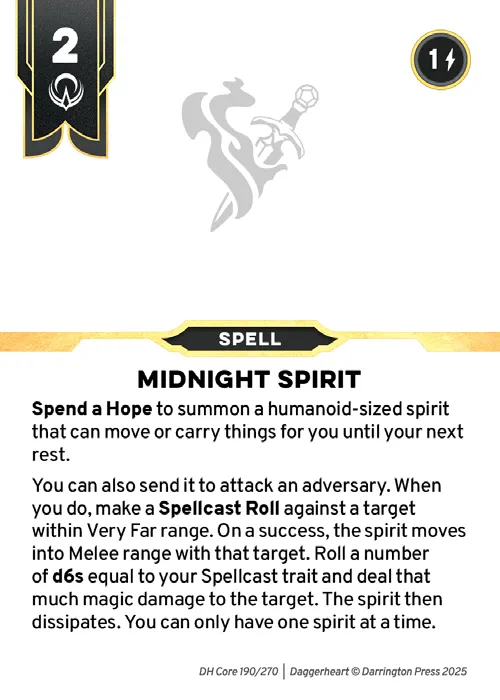 2
1
SPELL
MIDNIGHT SPIRIT
Spend a Hope to summon a humanoid-sized spirit
that can move or carry things for you until your next
rest.
You can also send it to attack an adversary. When
you do, make a Spellcast Roll against a target
within Very Far range. On a success, the spirit moves
into Melee range with that target. Roll a number
of d6s equal to your Spellcast trait and deal that
much magic damage to the target. The spirit then
dissipates. You can only have one spirit at a time.
DH Core 190/270 | Daggerheart © Darrington Press 2025